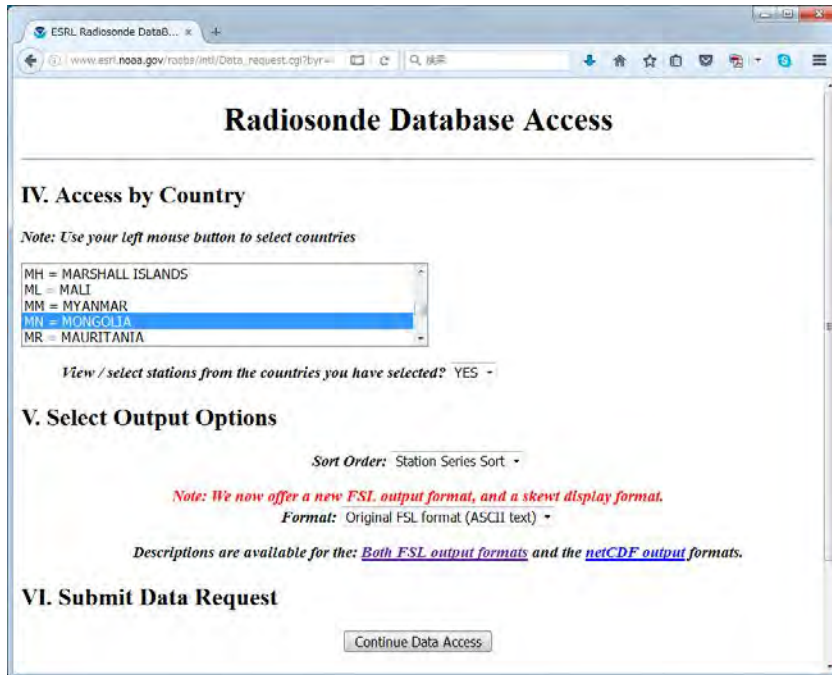 ESRL Radiosonde DataB... ×
www.esrl.noaa.gov/raobs/intl/Data_request.cgi?byr=
検索
Radiosonde Database Access
IV. Access by Country
Note: Use your left mouse button to select countries
MH = MARSHALL ISLANDS
ML = MALI
MM = MYANMAR
MN = MONGOLIA
MR = MAURITANIA
View / select stations from the countries you have selected? YES
V. Select Output Options
Sort Order: Station Series Sort
Note: We now offer a new FSL output format, and a skewt display format.
Format: Original FSL format (ASCII text)
Descriptions are available for the: Both FSL output formats and the netCDF output formats.
VI. Submit Data Request
Continue Data Access